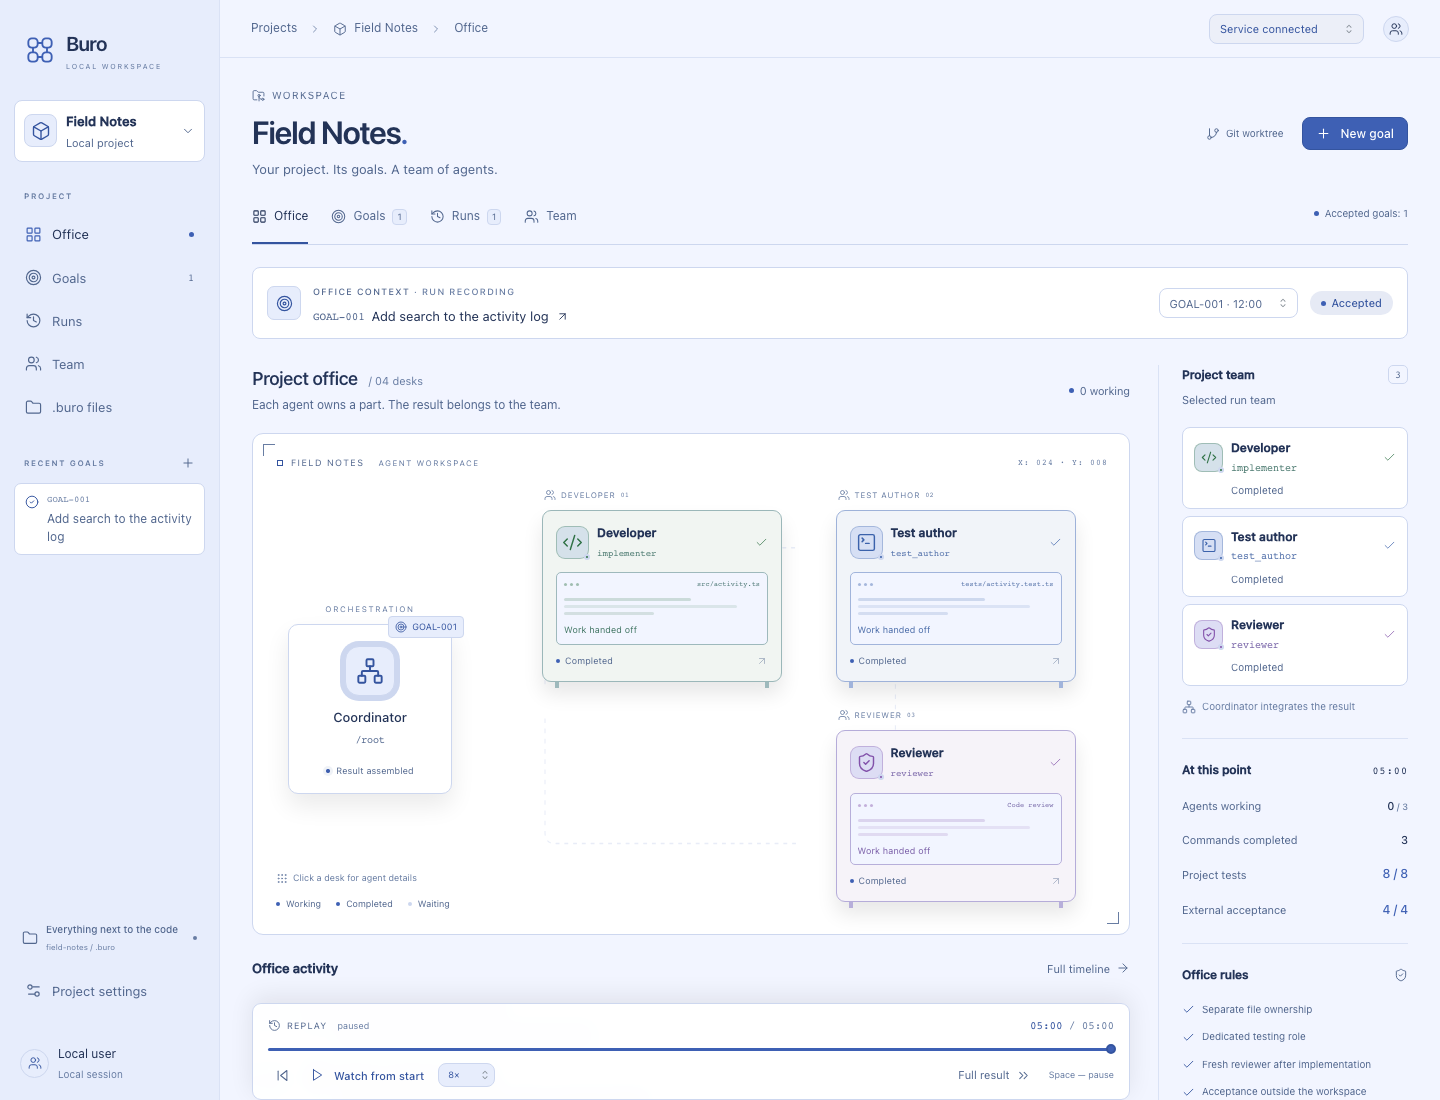 Buro
LOCAL WORKSPACE
Field Notes
Local project
PROJECT
Office
Goals 1
Runs
Team
.buro files
RECENT GOALS
GOAL-001
Add search to the activity
log
Everything next to the code
field-notes / .buro
Project settings
Local user
Local session
Projects
Field Notes
Office
Service connected
WORKSPACE
Field Notes.
Your project. Its goals. A team of agents.
Git worktree
New goal
Office
Goals 1
Runs 1
Team
Accepted goals: 1
OFFICE CONTEXT · RUN RECORDING
GOAL-001 Add search to the activity log
GOAL-001 · 12:00
Accepted
Project office / 04 desks
Each agent owns a part. The result belongs to the team.
0 working
FIELD NOTES AGENT WORKSPACE
X: 024 · Y: 008
ORCHESTRATION
GOAL-001
Coordinator
/root
Result assembled
DEVELOPER 01
Developer
implementer
src/activity.ts
Work handed off
Completed
TEST AUTHOR 02
Test author
test_author
tests/activity.test.ts
Work handed off
Completed
REVIEWER 03
Reviewer
reviewer
Code review
Work handed off
Completed
Click a desk for agent details
Working
Completed
Waiting
Office activity
Full timeline
REPLAY paused
05:00 / 05:00
Watch from start
8×
Full result
Space — pause
Project team 3
Selected run team
Developer
implementer
Completed
Test author
test_author
Completed
Reviewer
reviewer
Completed
Coordinator integrates the result
At this point 05:00
Agents working 0 / 3
Commands completed 3
Project tests 8 / 8
External acceptance 4 / 4
Office rules
Separate file ownership
Dedicated testing role
Fresh reviewer after implementation
Acceptance outside the workspace